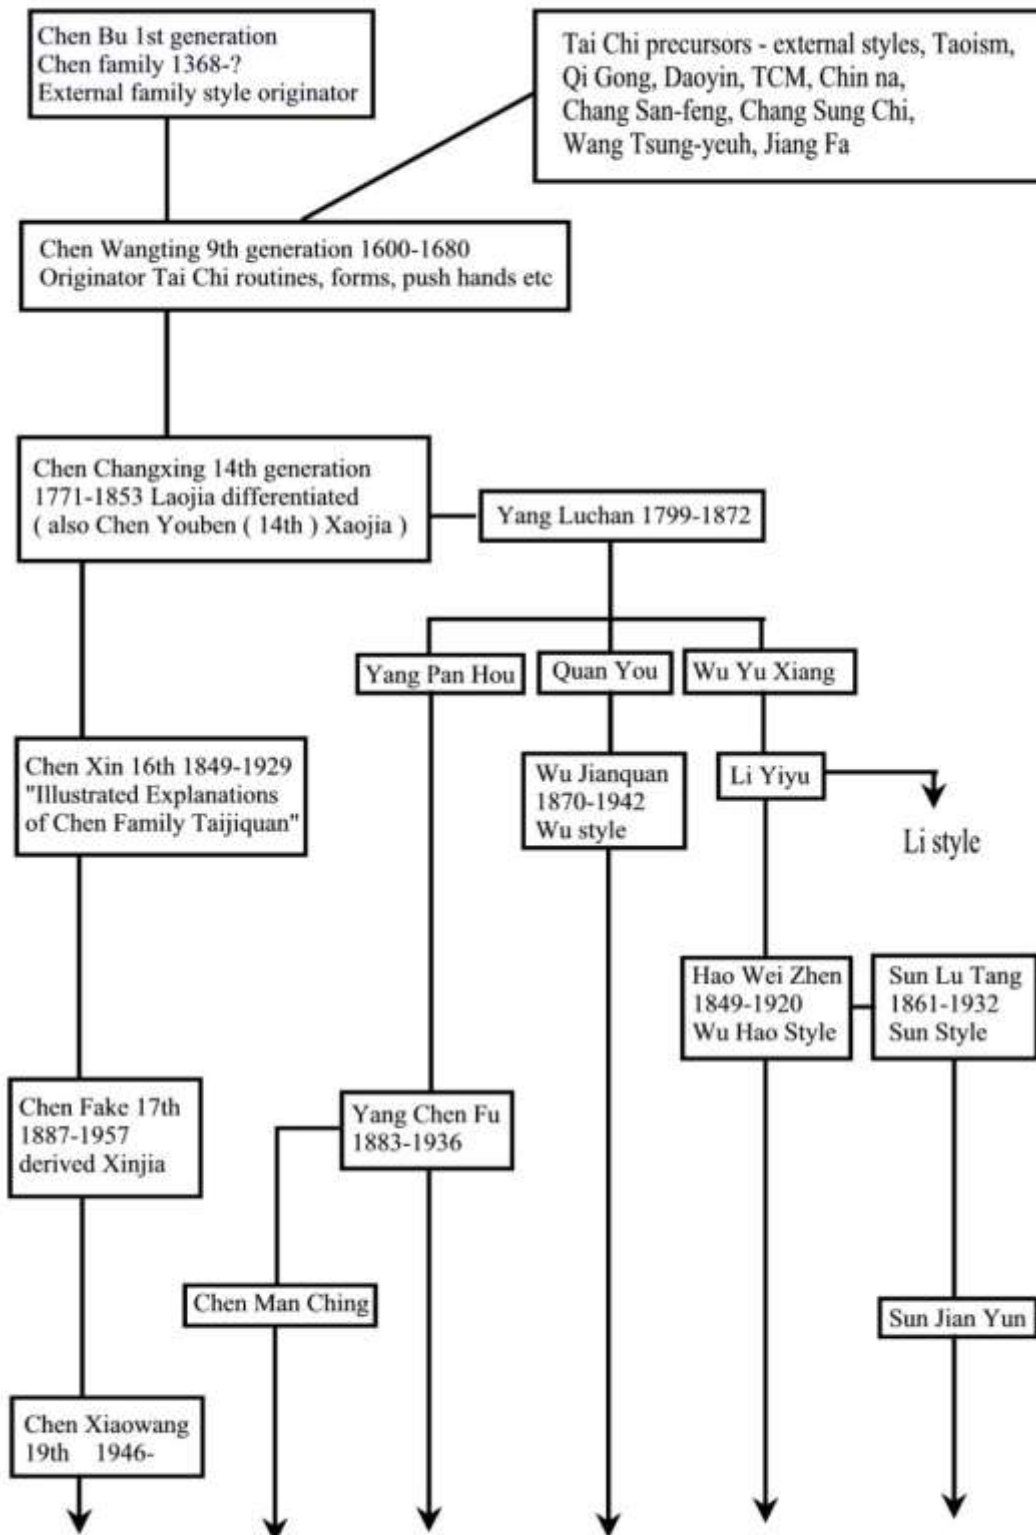 Chen Bu 1st generation
Chen family 1368-?
External family style originator
Tai Chi precursors - external styles, Taoism,
Qi Gong, Daoyin, TCM, Chin na,
Chang San-feng, Chang Sung Chi,
Wang Tsung-yeuh, Jiang Fa
Chen Wangting 9th generation 1600-1680
Originator Tai Chi routines, forms, push hands etc
Chen Changxing 14th generation
1771-1853 Laojia differentiated
( also Chen Youben ( 14th ) Xaojia )
Yang Luchan 1799-1872
Yang Pan Hou
Quan You
Wu Yu Xiang
Chen Xin 16th 1849-1929
"Illustrated Explanations
of Chen Family Taijiquan"
Wu Jianquan
1870-1942
Wu style
Li Yiyu
Li style
Hao Wei Zhen
1849-1920
Wu Hao Style
Sun Lu Tang
1861-1932
Sun Style
Chen Fake 17th
1887-1957
derived Xinjia
Yang Chen Fu
1883-1936
Chen Man Ching
Sun Jian Yun
Chen Xiaowang
19th 1946-